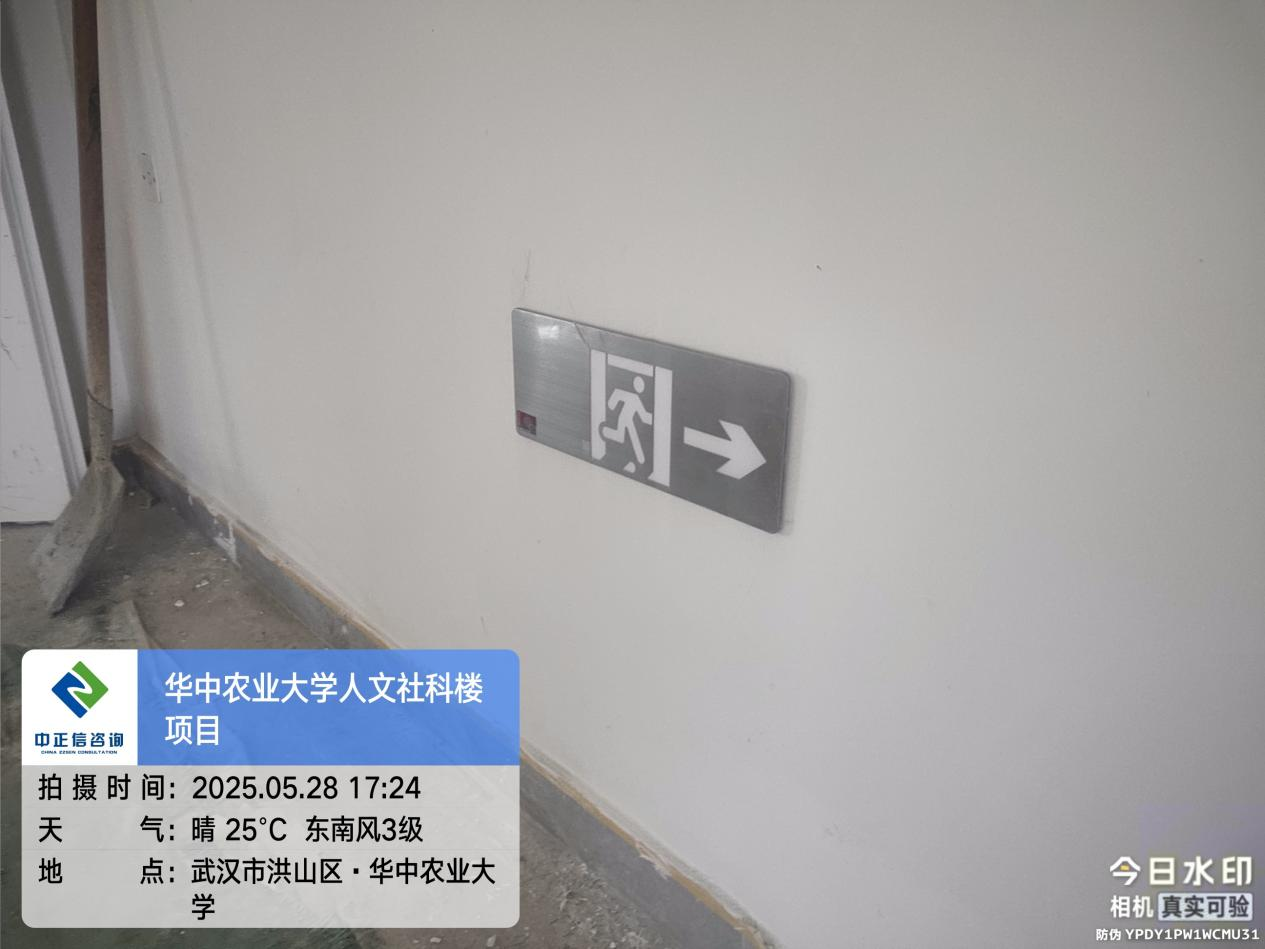 中正信咨询
CHINA ZZSEN CONSULTATION
华中农业大学人文社科楼
项目
拍摄时间：2025.05.28 17:24
天气：晴 25°C 东南风3级
地点：武汉市洪山区·华中农业大
学
今日水印
相机 真实可验
防伪 YPDY1PW1WCMU31